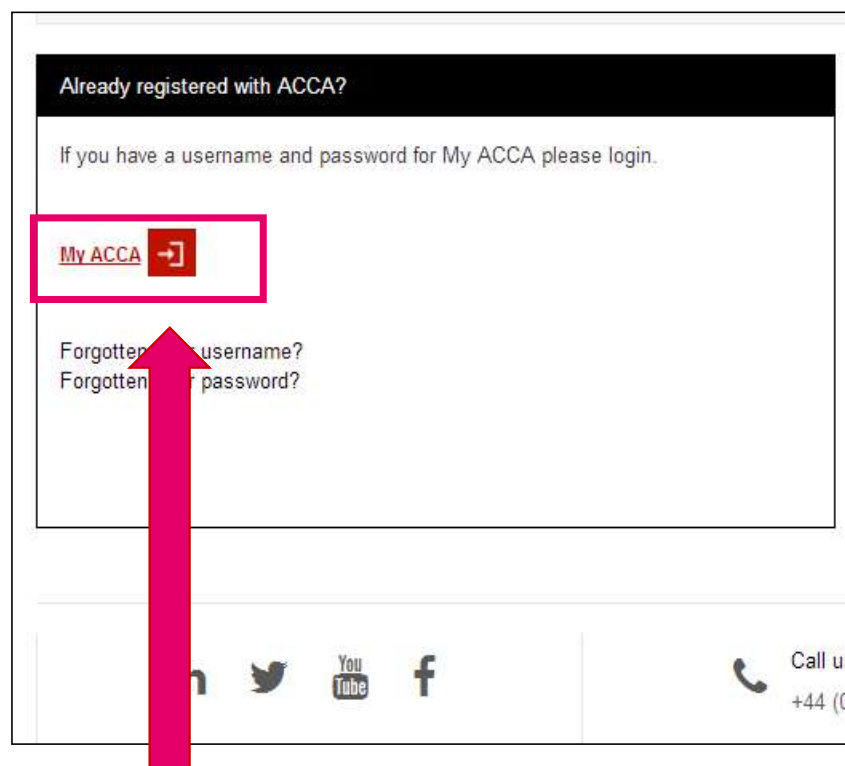 Already registered with ACCA?
If you have a username and password for My ACCA please login.
My ACCA
Forgotten username?
Forgotten password?
You
Tube
Call u
+44 (0